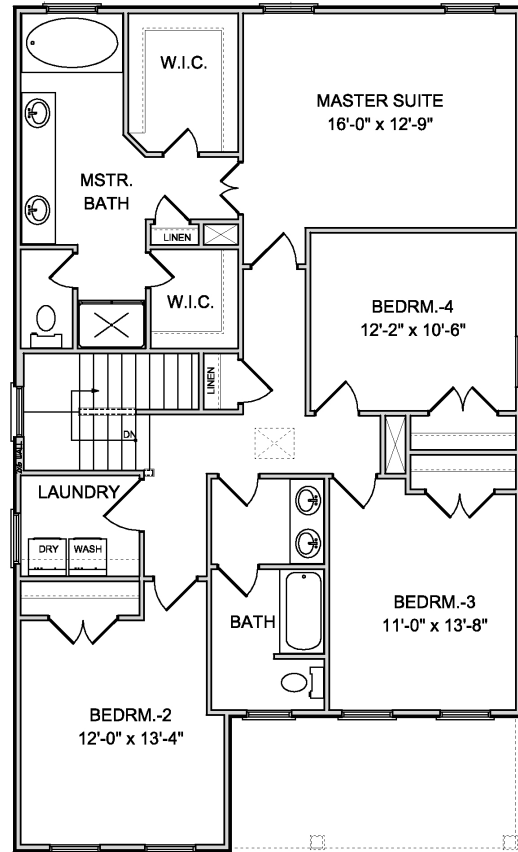 W.I.C.
MASTER SUITE
16'-0" x 12'-9"
MSTR.
BATH
LINEN
W.I.C.
BEDRM.-4
12'-2" x 10'-6"
LINEN
DN
LAUNDRY
DRY
WASH
BEDRM.-3
11'-0" x 13'-8"
BATH
BEDRM.-2
12'-0" x 13'-4"